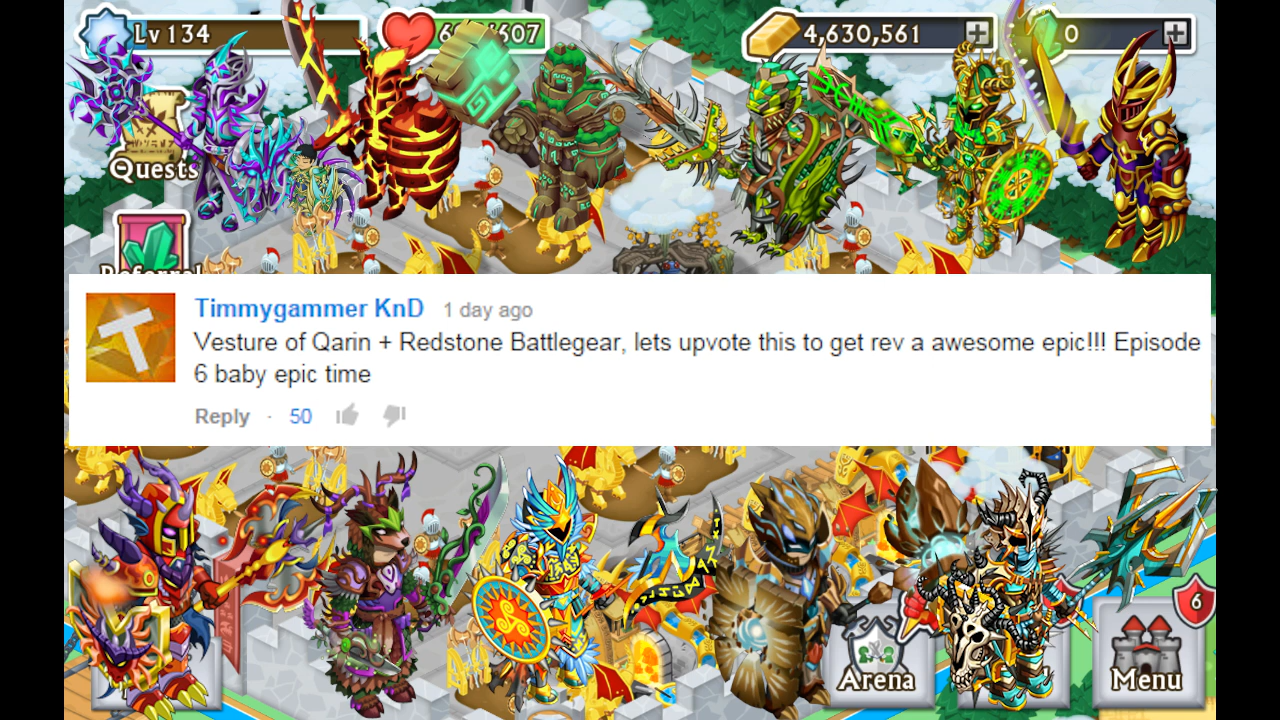 Lv 134
4,630,561
0
Quests
Referral
Timmygammer KnD 1 day ago
Vesture of Qarin + Redstone Battlegear, lets upvote this to get rev a awesome epic!!! Episode
6 baby epic time
Reply · 50
6
Arena
Menu